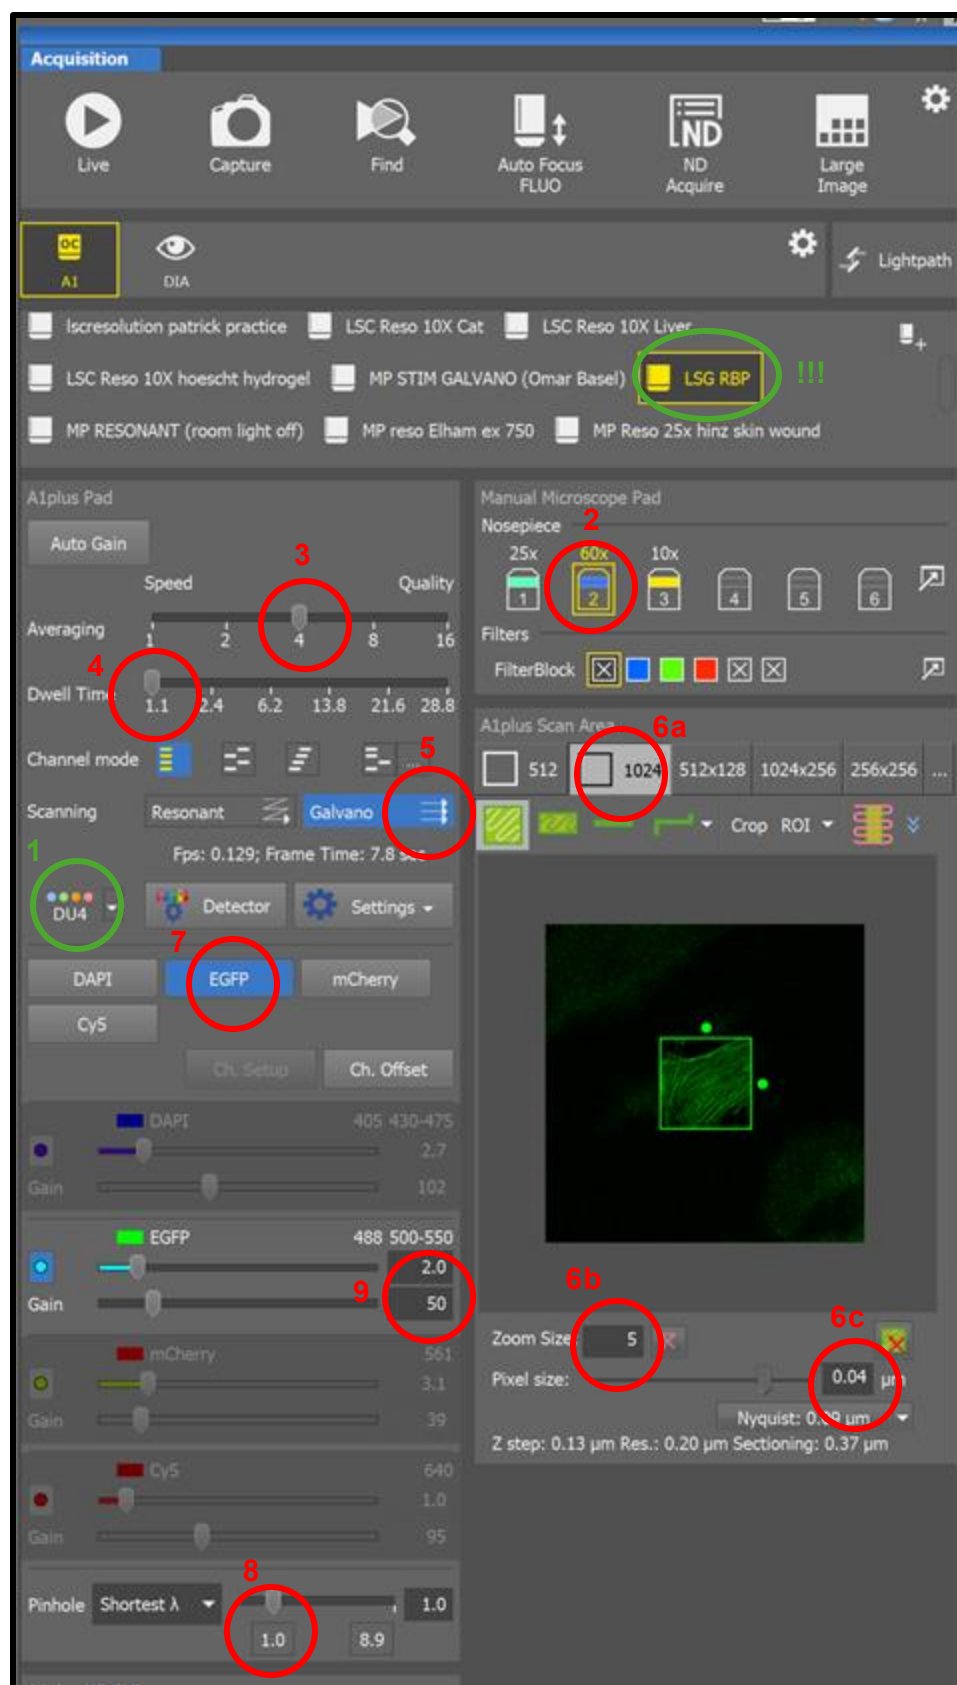 Acquisition
Live
Capture
Find
Auto Focus
FLUO
ND
ND
Acquire
Large
Image
OC
A1
DIA
Lightpath
lscresolution patrick practice
LSC Reso 10X Cat
LSC Reso 10X Liver
LSC Reso 10X hoescht hydrogel
MP STIM GALVANO (Omar Basel)
LSG RBP
!!!
MP RESONANT (room light off)
MP reso Elham ex 750
MP Reso 25x hinz skin wound
A1plus Pad
Auto Gain
3
Speed
Quality
Averaging
1 2 4 8 16
4
Dwell Time
1.1 2.4 6.2 13.8 21.6 28.8
Channel mode
...
5
Scanning
Resonant
Galvano
Fps: 0.129; Frame Time: 7.8 sec
1
DU4
Detector
Settings
7
DAPI
EGFP
mCherry
Cy5
Ch. Setup
Ch. Offset
DAPI
405 430-475
2.7
Gain
102
EGFP
488 500-550
2.0
Gain
9
50
mCherry
561
3.1
Gain
39
Cy5
640
1.0
Gain
95
8
Pinhole
Shortest λ
1.0
1.0
8.9
Manual Microscope Pad
2
Nosepiece
25x
60x
10x
1 2 3 4 5 6
Filters
FilterBlock
A1plus Scan Area
6a
512
1024
512x128
1024x256
256x256
...
Crop
ROI
6b
6c
Zoom Size:
5
Pixel size:
0.04
µm
Nyquist: 0.09 µm
Z step: 0.13 µm Res.: 0.20 µm Sectioning: 0.37 µm